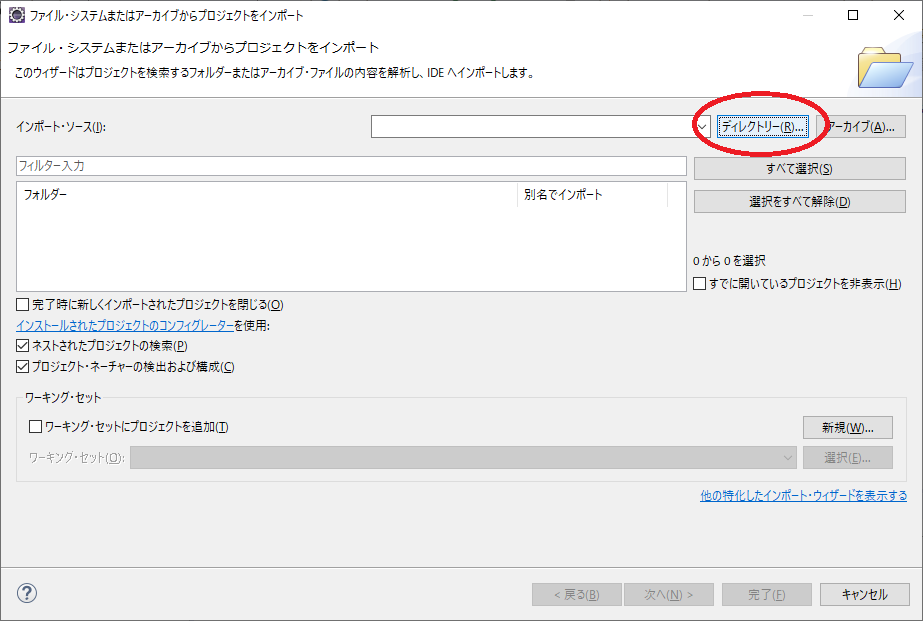 ファイル・システムまたはアーカイブからプロジェクトをインポート
ファイル・システムまたはアーカイブからプロジェクトをインポート
このウィザードはプロジェクトを検索するフォルダーまたはアーカイブ・ファイルの内容を解析し、IDE へインポートします。
インポート・ソース(I):
ディレクトリー(R)...
アーカイブ(A)...
フィルター入力
すべて選択(S)
フォルダー
別名でインポート
選択をすべて解除(D)
0 から 0 を選択
すでに開いているプロジェクトを非表示(H)
完了時に新しくインポートされたプロジェクトを閉じる(O)
インストールされたプロジェクトのコンフィグレーターを使用:
ネストされたプロジェクトの検索(P)
プロジェクト・ネーチャーの検出および構成(C)
ワーキング・セット
ワーキング・セットにプロジェクトを追加(T)
新規(W)...
ワーキング・セット(O):
選択(E)...
他の特化したインポート・ウィザードを表示する
?
< 戻る(B)
次へ(N) >
完了(F)
キャンセル